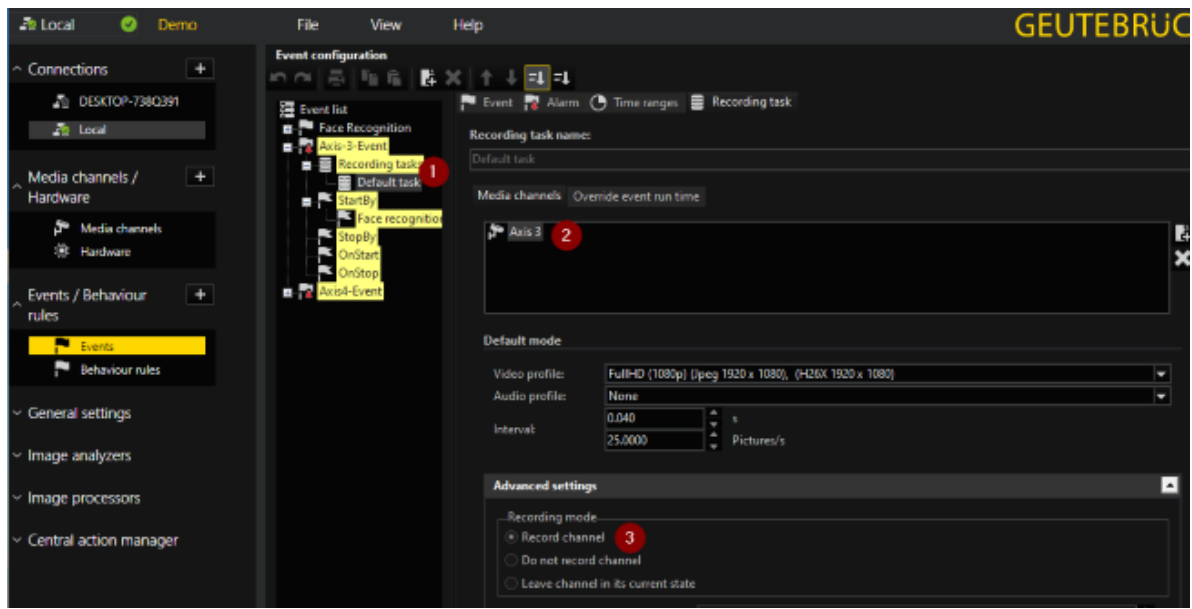 Local Demo File View Help GEUTEBRÜC
Event configuration
Connections +
DESKTOP-738Q391
Local
Media channels / Hardware +
Media channels
Hardware
Events / Behaviour rules +
Events
Behaviour rules
General settings
Image analyzers
Image processors
Central action manager
Event list
Face Recognition
Axis-3-Event
Recording tasks 1
Default task
StartBy
Face recognition
StopBy
OnStart
OnStop
Axis4-Event
Event Alarm Time ranges Recording task
Recording task name:
Default task
Media channels Override event run time
Axis 3 2
Default mode
Video profile: FullHD (1080p) (Jpeg 1920 x 1080), (H26X 1920 x 1080)
Audio profile: None
Interval: 0.040 s
25.0000 Pictures/s
Advanced settings
Recording mode
Record channel 3
Do not record channel
Leave channel in its current state